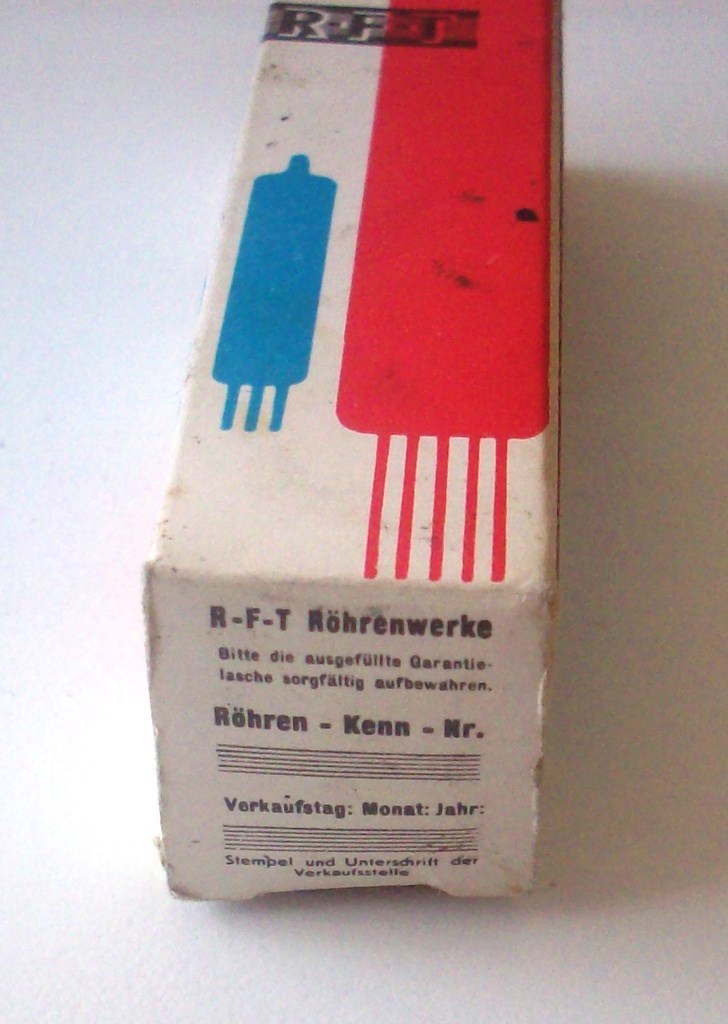 R-F-T
R-F-T Röhrenwerke
Bitte die ausgefüllte Garantie-
lasche sorgfältig aufbewahren.
Röhren - Kenn - Nr.
Verkaufstag: Monat: Jahr:
Stempel und Unterschrift der
Verkaufsstelle